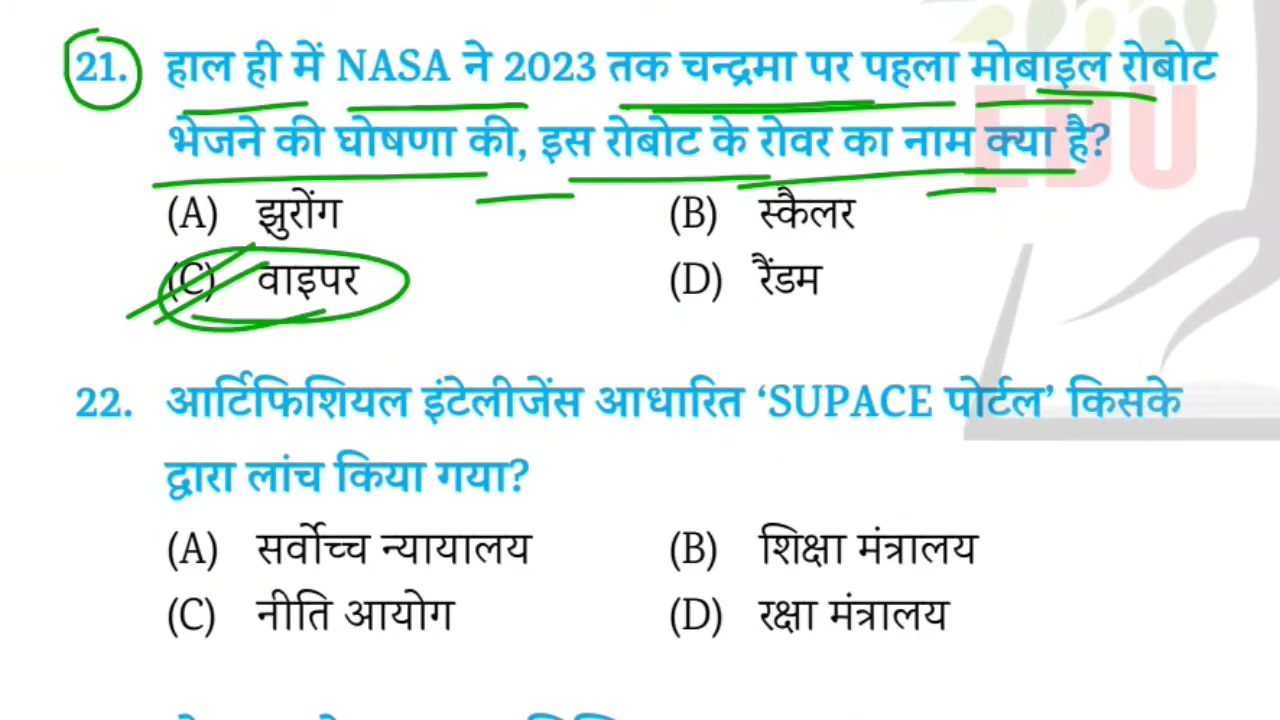 21. हाल ही में NASA ने 2023 तक चन्द्रमा पर पहला मोबाइल रोबोट
भेजने की घोषणा की, इस रोबोट के रोवर का नाम क्या है?
(A) झुरोंग (B) स्कैलर
(C) वाइपर (D) रैंडम
22. आर्टिफिशियल इंटेलीजेंस आधारित ‘SUPACE पोर्टल’ किसके
द्वारा लांच किया गया?
(A) सर्वोच्च न्यायालय (B) शिक्षा मंत्रालय
(C) नीति आयोग (D) रक्षा मंत्रालय
EDU